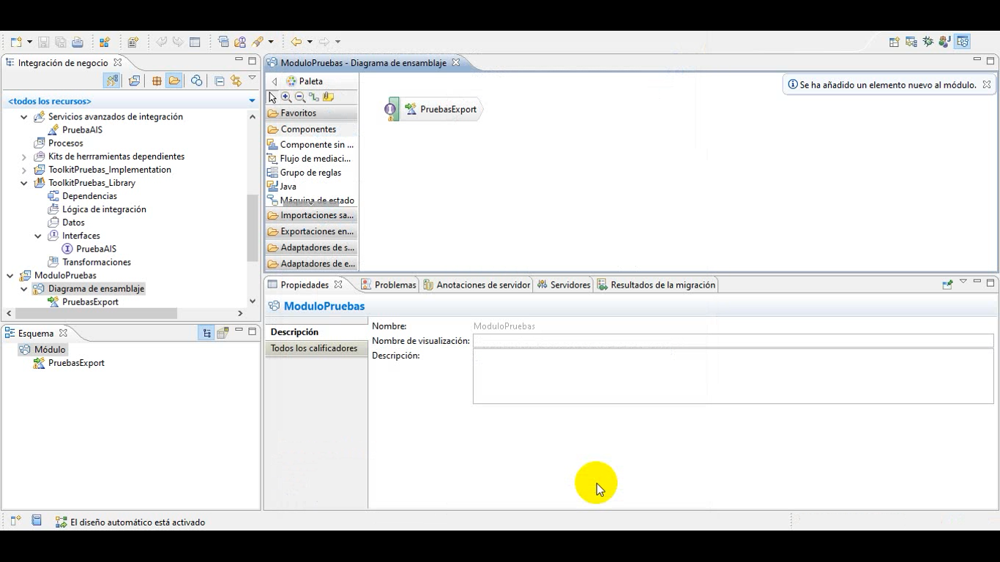 Integración de negocio
<todos los recursos>
Servicios avanzados de integración
PruebaAIS
Procesos
Kits de herrramientas dependientes
ToolkitPruebas_Implementation
ToolkitPruebas_Library
Dependencias
Lógica de integración
Datos
Interfaces
PruebaAIS
Transformaciones
ModuloPruebas
Diagrama de ensamblaje
PruebasExport
Esquema
Módulo
PruebasExport
ModuloPruebas - Diagrama de ensamblaje
Paleta
Favoritos
Componentes
Componente sin ...
Flujo de mediaci...
Grupo de reglas
Java
Máquina de estado
Importaciones sa...
Exportaciones en...
Adaptadores de s...
Adaptadores de e...
PruebasExport
Se ha añadido un elemento nuevo al módulo.
Propiedades
Problemas
Anotaciones de servidor
Servidores
Resultados de la migración
ModuloPruebas
Descripción
Todos los calificadores
Nombre: ModuloPruebas
Nombre de visualización:
Descripción:
El diseño automático está activado